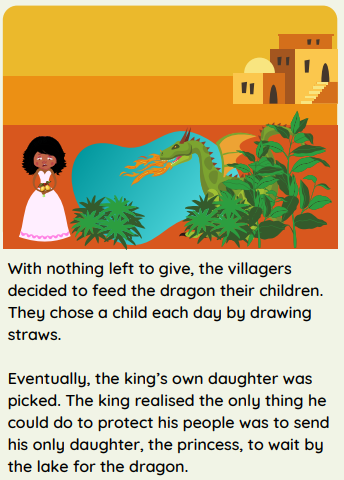 With nothing left to give, the villagers
decided to feed the dragon their children.
They chose a child each day by drawing
straws.
Eventually, the king's own daughter was
picked. The king realised the only thing he
could do to protect his people was to send
his only daughter, the princess, to wait by
the lake for the dragon.